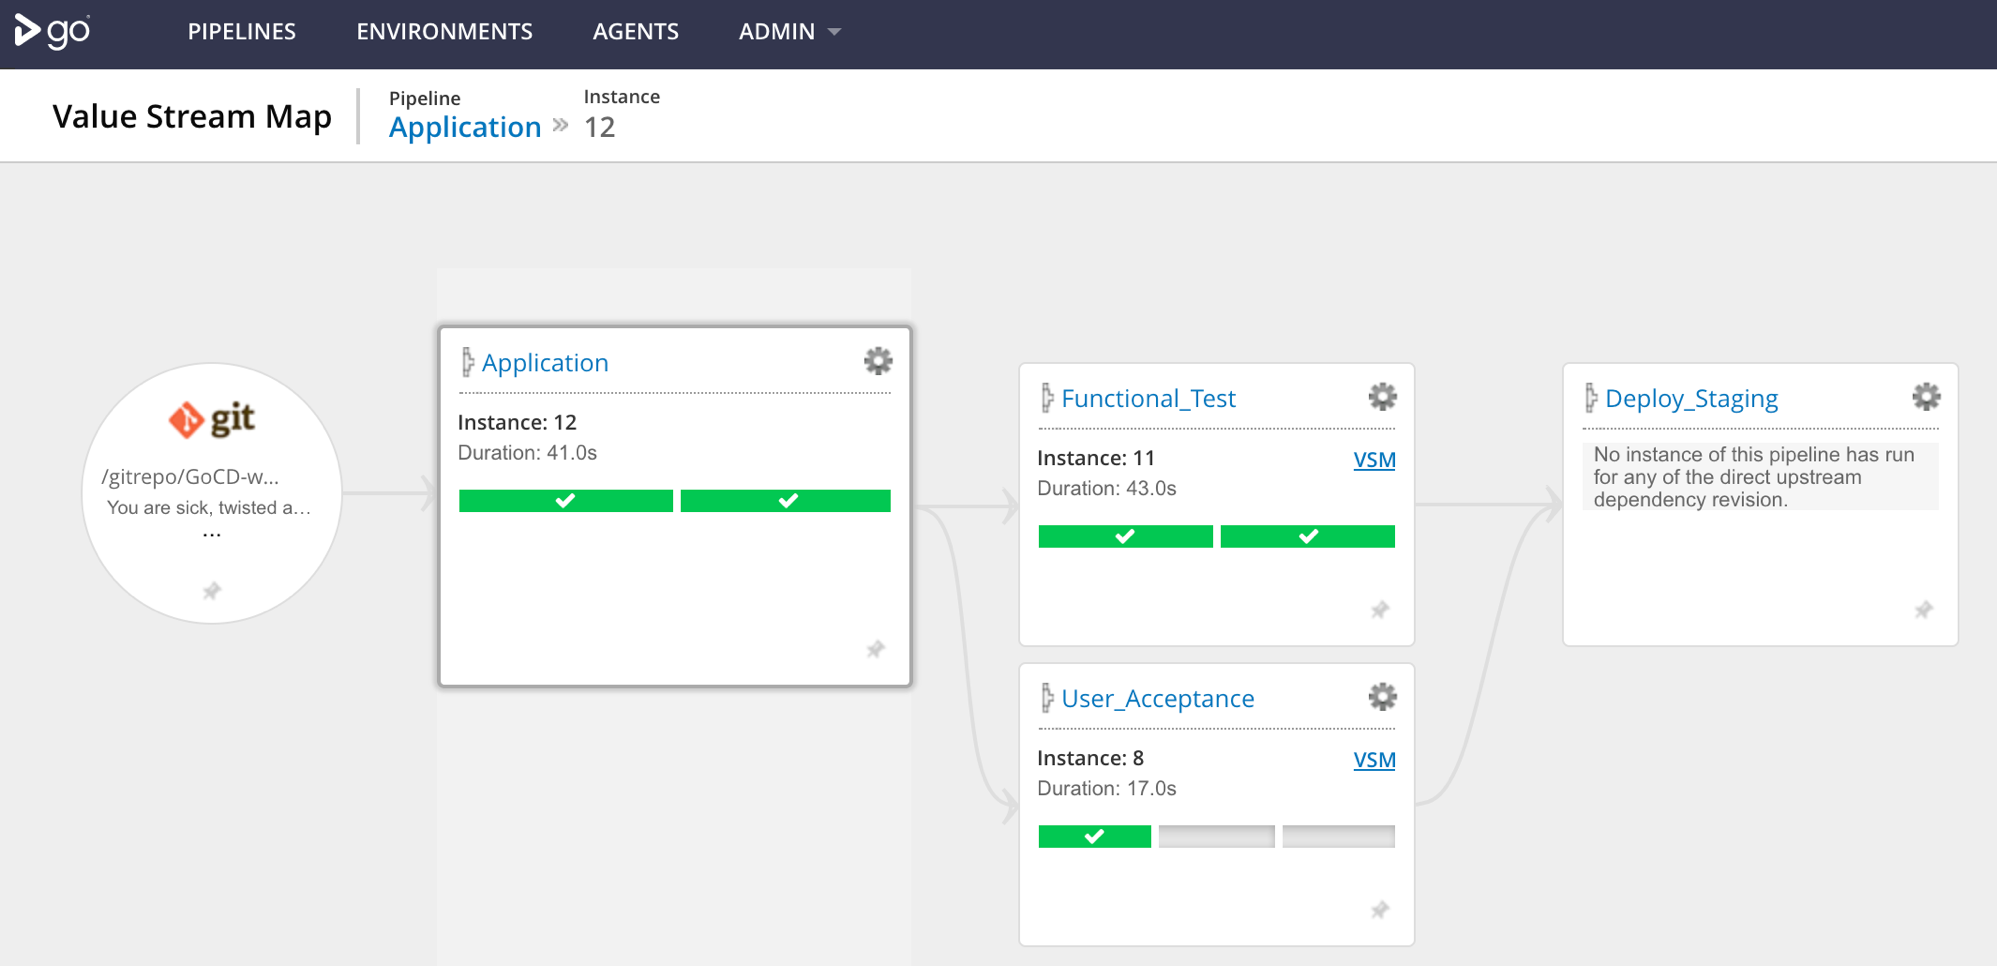 go
PIPELINES ENVIRONMENTS AGENTS ADMIN
Value Stream Map
Pipeline
Application »
Instance
12
git
/gitrepo/GoCD-w...
You are sick, twisted a...
...
Application
Instance: 12
Duration: 41.0s
Functional_Test
Instance: 11 VSM
Duration: 43.0s
User_Acceptance
Instance: 8 VSM
Duration: 17.0s
Deploy_Staging
No instance of this pipeline has run
for any of the direct upstream
dependency revision.